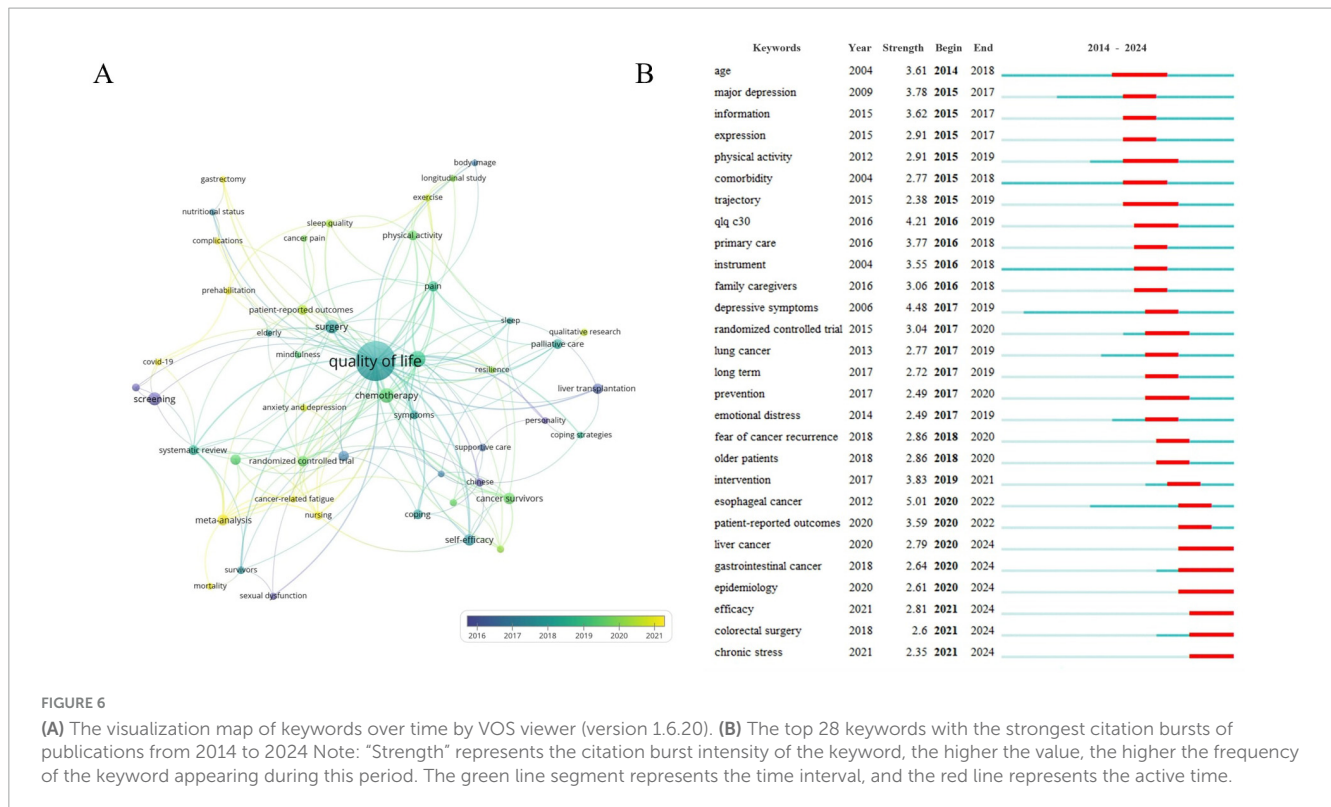 A
body image
longitudinal study
gastrectomy
exercise
nutritional status
sleep quality
complications
cancer pain
physical activity
prehabilitation
pain
patient-reported outcomes
sleep
elderly
surgery
qualitative research
palliative care
mindfulness
covid-19
quality of life
resilience
liver transplantation
screening
chemotherapy
anxiety and depression
symptoms
personality
coping strategies
systematic review
supportive care
randomized controlled trial
chinese
cancer-related fatigue
cancer survivors
meta-analysis
nursing
coping
self-efficacy
survivors
mortality
sexual dysfunction
2016 2017 2018 2019 2020 2021
B
Keywords Year Strength Begin End 2014 - 2024
age 2004 3.61 2014 2018
major depression 2009 3.78 2015 2017
information 2015 3.62 2015 2017
expression 2015 2.91 2015 2017
physical activity 2012 2.91 2015 2019
comorbidity 2004 2.77 2015 2018
trajectory 2015 2.38 2015 2019
qlq c30 2016 4.21 2016 2019
primary care 2016 3.77 2016 2018
instrument 2004 3.55 2016 2018
family caregivers 2016 3.06 2016 2018
depressive symptoms 2006 4.48 2017 2019
randomized controlled trial 2015 3.04 2017 2020
lung cancer 2013 2.77 2017 2019
long term 2017 2.72 2017 2019
prevention 2017 2.49 2017 2020
emotional distress 2014 2.49 2017 2019
fear of cancer recurrence 2018 2.86 2018 2020
older patients 2018 2.86 2018 2020
intervention 2017 3.83 2019 2021
esophageal cancer 2012 5.01 2020 2022
patient-reported outcomes 2020 3.59 2020 2022
liver cancer 2020 2.79 2020 2024
gastrointestinal cancer 2018 2.64 2020 2024
epidemiology 2020 2.61 2020 2024
efficacy 2021 2.81 2021 2024
colorectal surgery 2018 2.6 2021 2024
chronic stress 2021 2.35 2021 2024
FIGURE 6
(A) The visualization map of keywords over time by VOS viewer (version 1.6.20). (B) The top 28 keywords with the strongest citation bursts of
publications from 2014 to 2024 Note: “Strength” represents the citation burst intensity of the keyword, the higher the value, the higher the frequency
of the keyword appearing during this period. The green line segment represents the time interval, and the red line represents the active time.